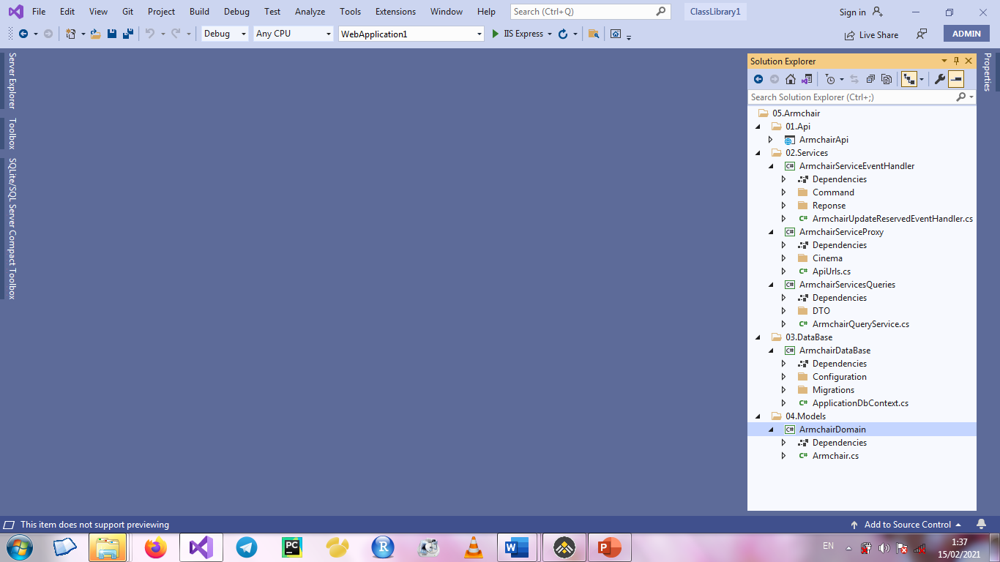 File Edit View Git Project Build Debug Test Analyze Tools Extensions Window Help Search (Ctrl+Q) ClassLibrary1 Sign in
Debug Any CPU WebApplication1 IIS Express Live Share ADMIN
Server Explorer
Toolbox
SQLite/SQL Server Compact Toolbox
Solution Explorer
Properties
Search Solution Explorer (Ctrl+;)
05.Armchair
01.Api
ArmchairApi
02.Services
C# ArmchairServiceEventHandler
Dependencies
Command
Reponse
C# ArmchairUpdateReservedEventHandler.cs
C# ArmchairServiceProxy
Dependencies
Cinema
C# ApiUrls.cs
C# ArmchairServicesQueries
Dependencies
DTO
C# ArmchairQueryService.cs
03.DataBase
C# ArmchairDataBase
Dependencies
Configuration
Migrations
C# ApplicationDbContext.cs
04.Models
C# ArmchairDomain
Dependencies
C# Armchair.cs
This item does not support previewing Add to Source Control
PC R W P EN 1:37
15/02/2021